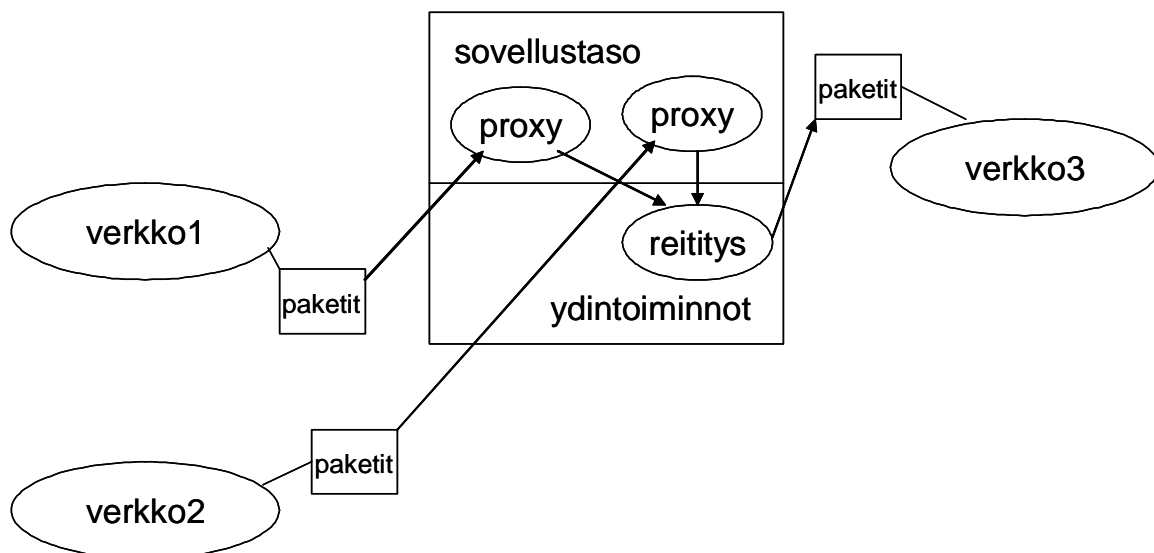 sovellustaso
paketit
proxy
proxy
verkko3
verkko1
reititys
paketit
ydintoiminnot
paketit
verkko2